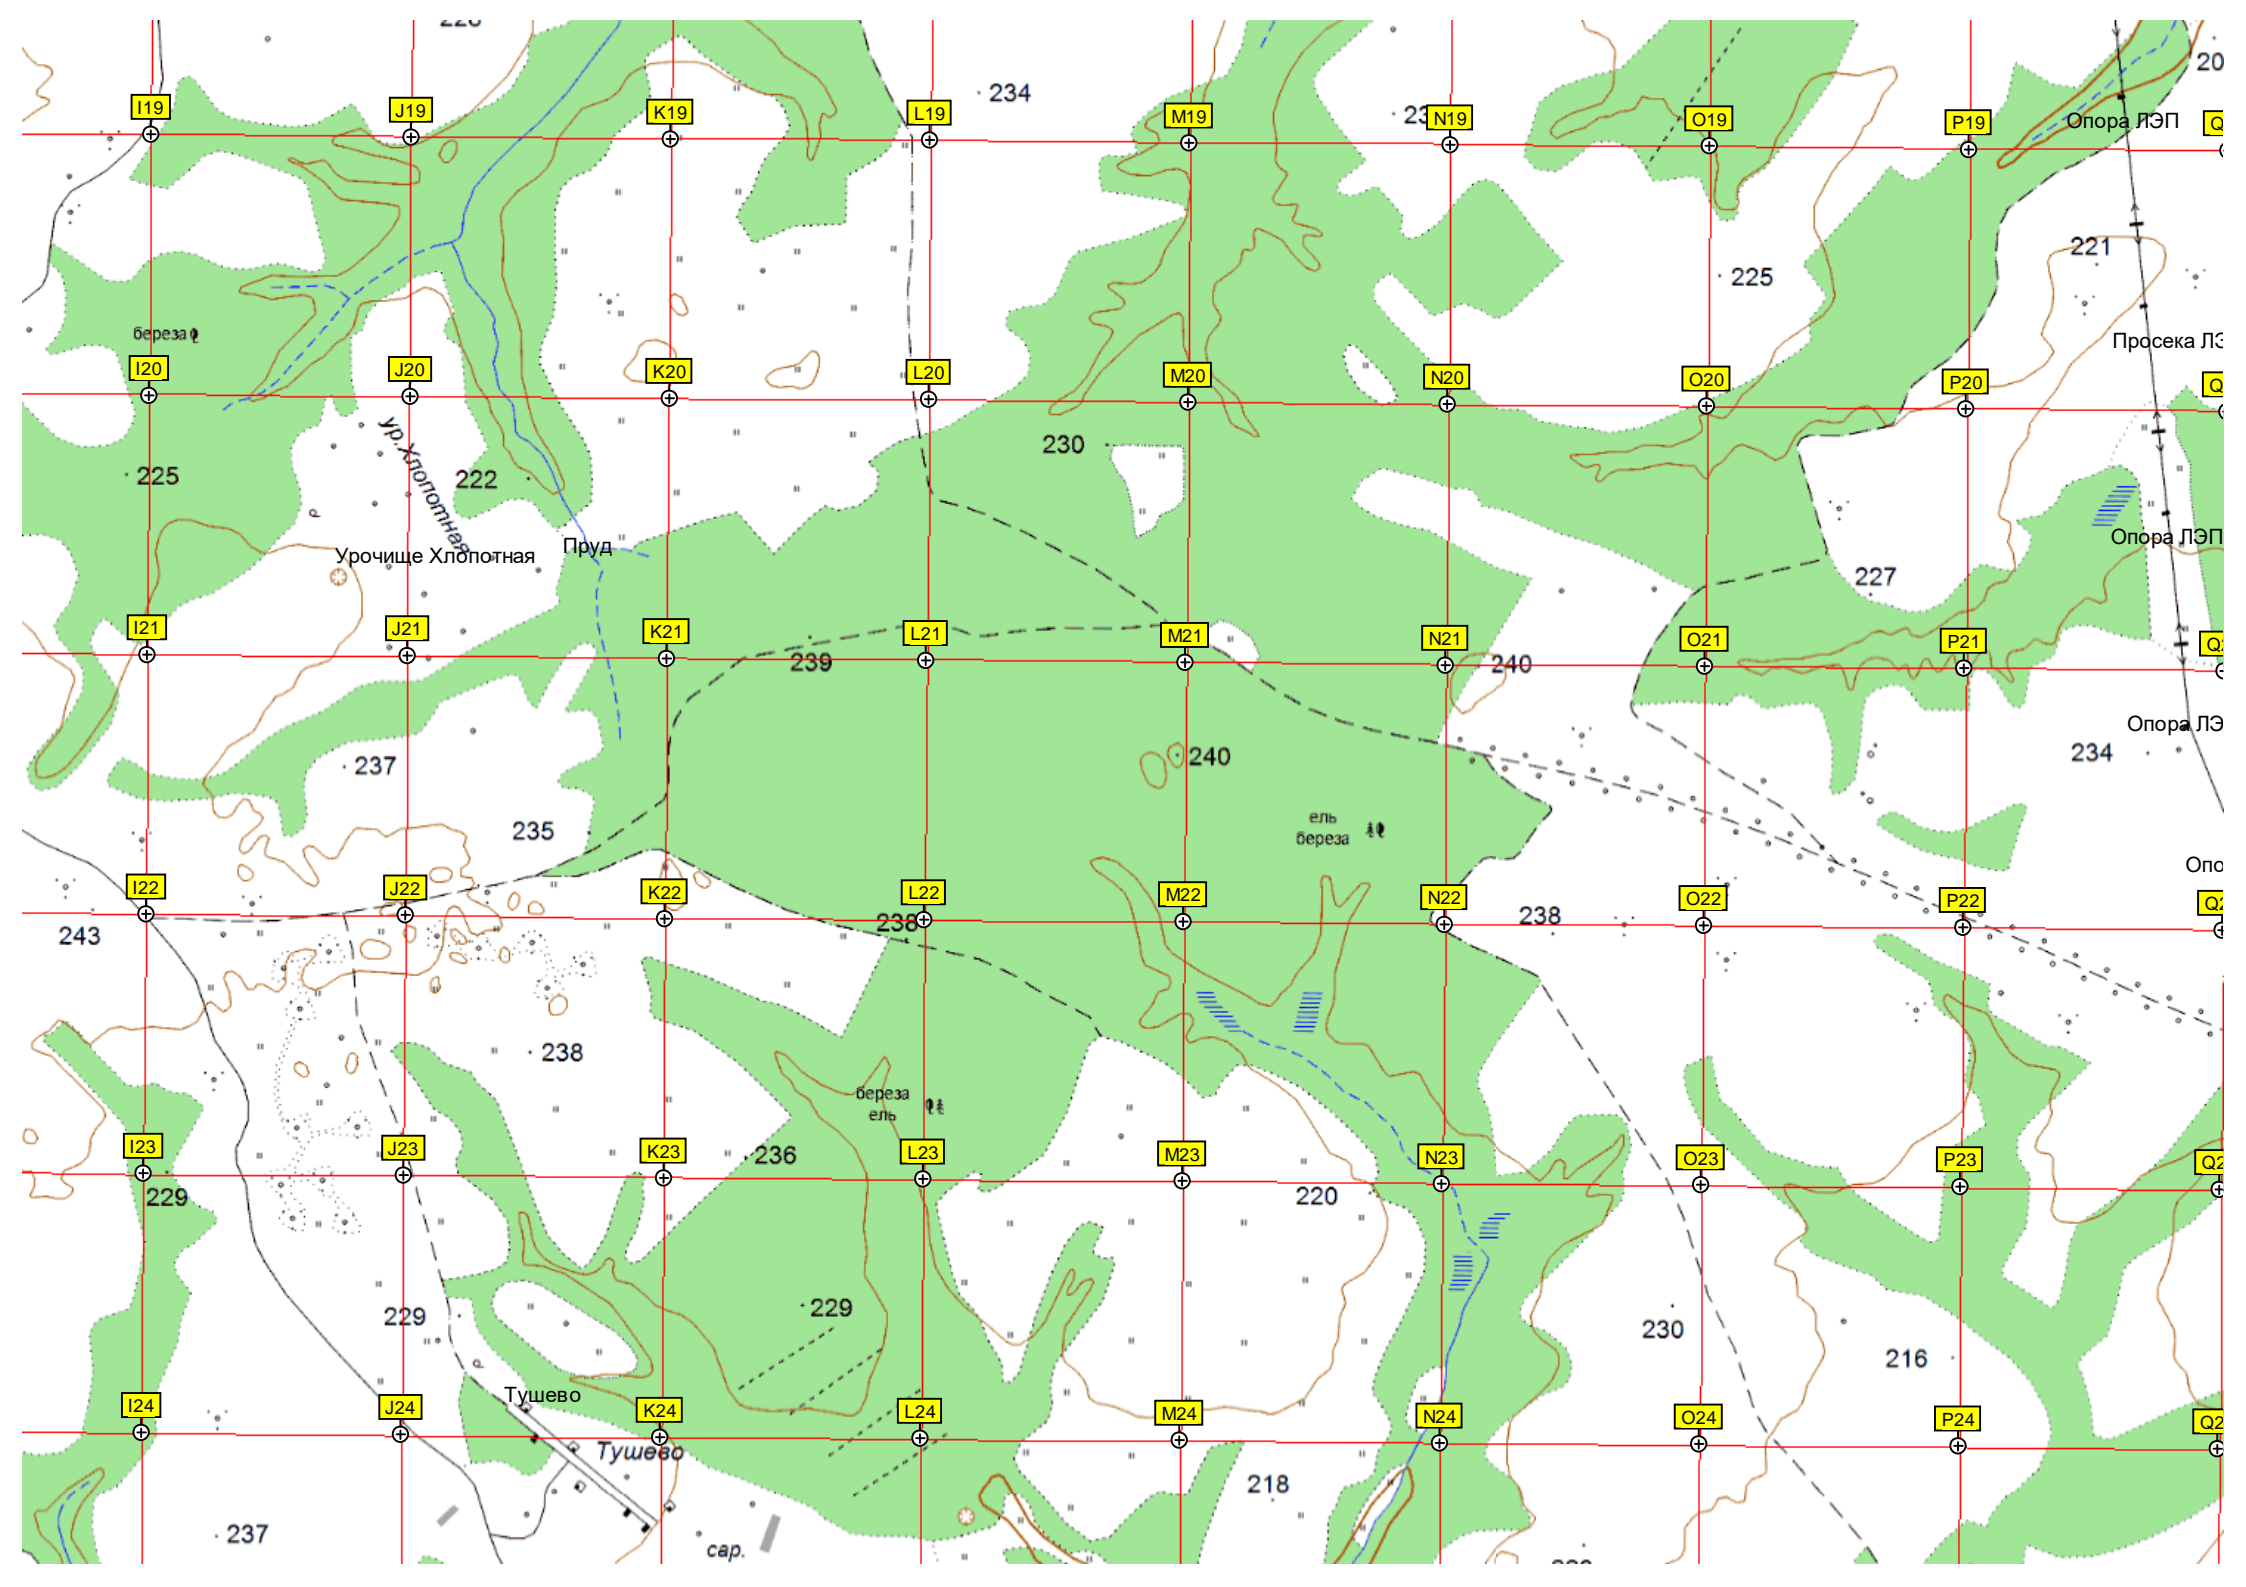 234
I19
J19
K19
L19
M19
N19
O19
P19
Опора ЛЭП
221
225
береза
I20
J20
K20
L20
M20
N20
O20
P20
230
225
222
ур.Хлопотная
Урочище Хлопотная
Пруд
227
I21
J21
K21
L21
M21
N21
O21
P21
Опора ЛЭП
239
240
237
240
234
235
ель
береза
I22
J22
K22
L22
M22
N22
O22
P22
243
238
238
238
береза
ель
I23
J23
K23
L23
M23
N23
O23
P23
236
229
220
229
229
230
216
Тушево
I24
J24
K24
L24
M24
N24
O24
P24
Тушево
218
237
сар.